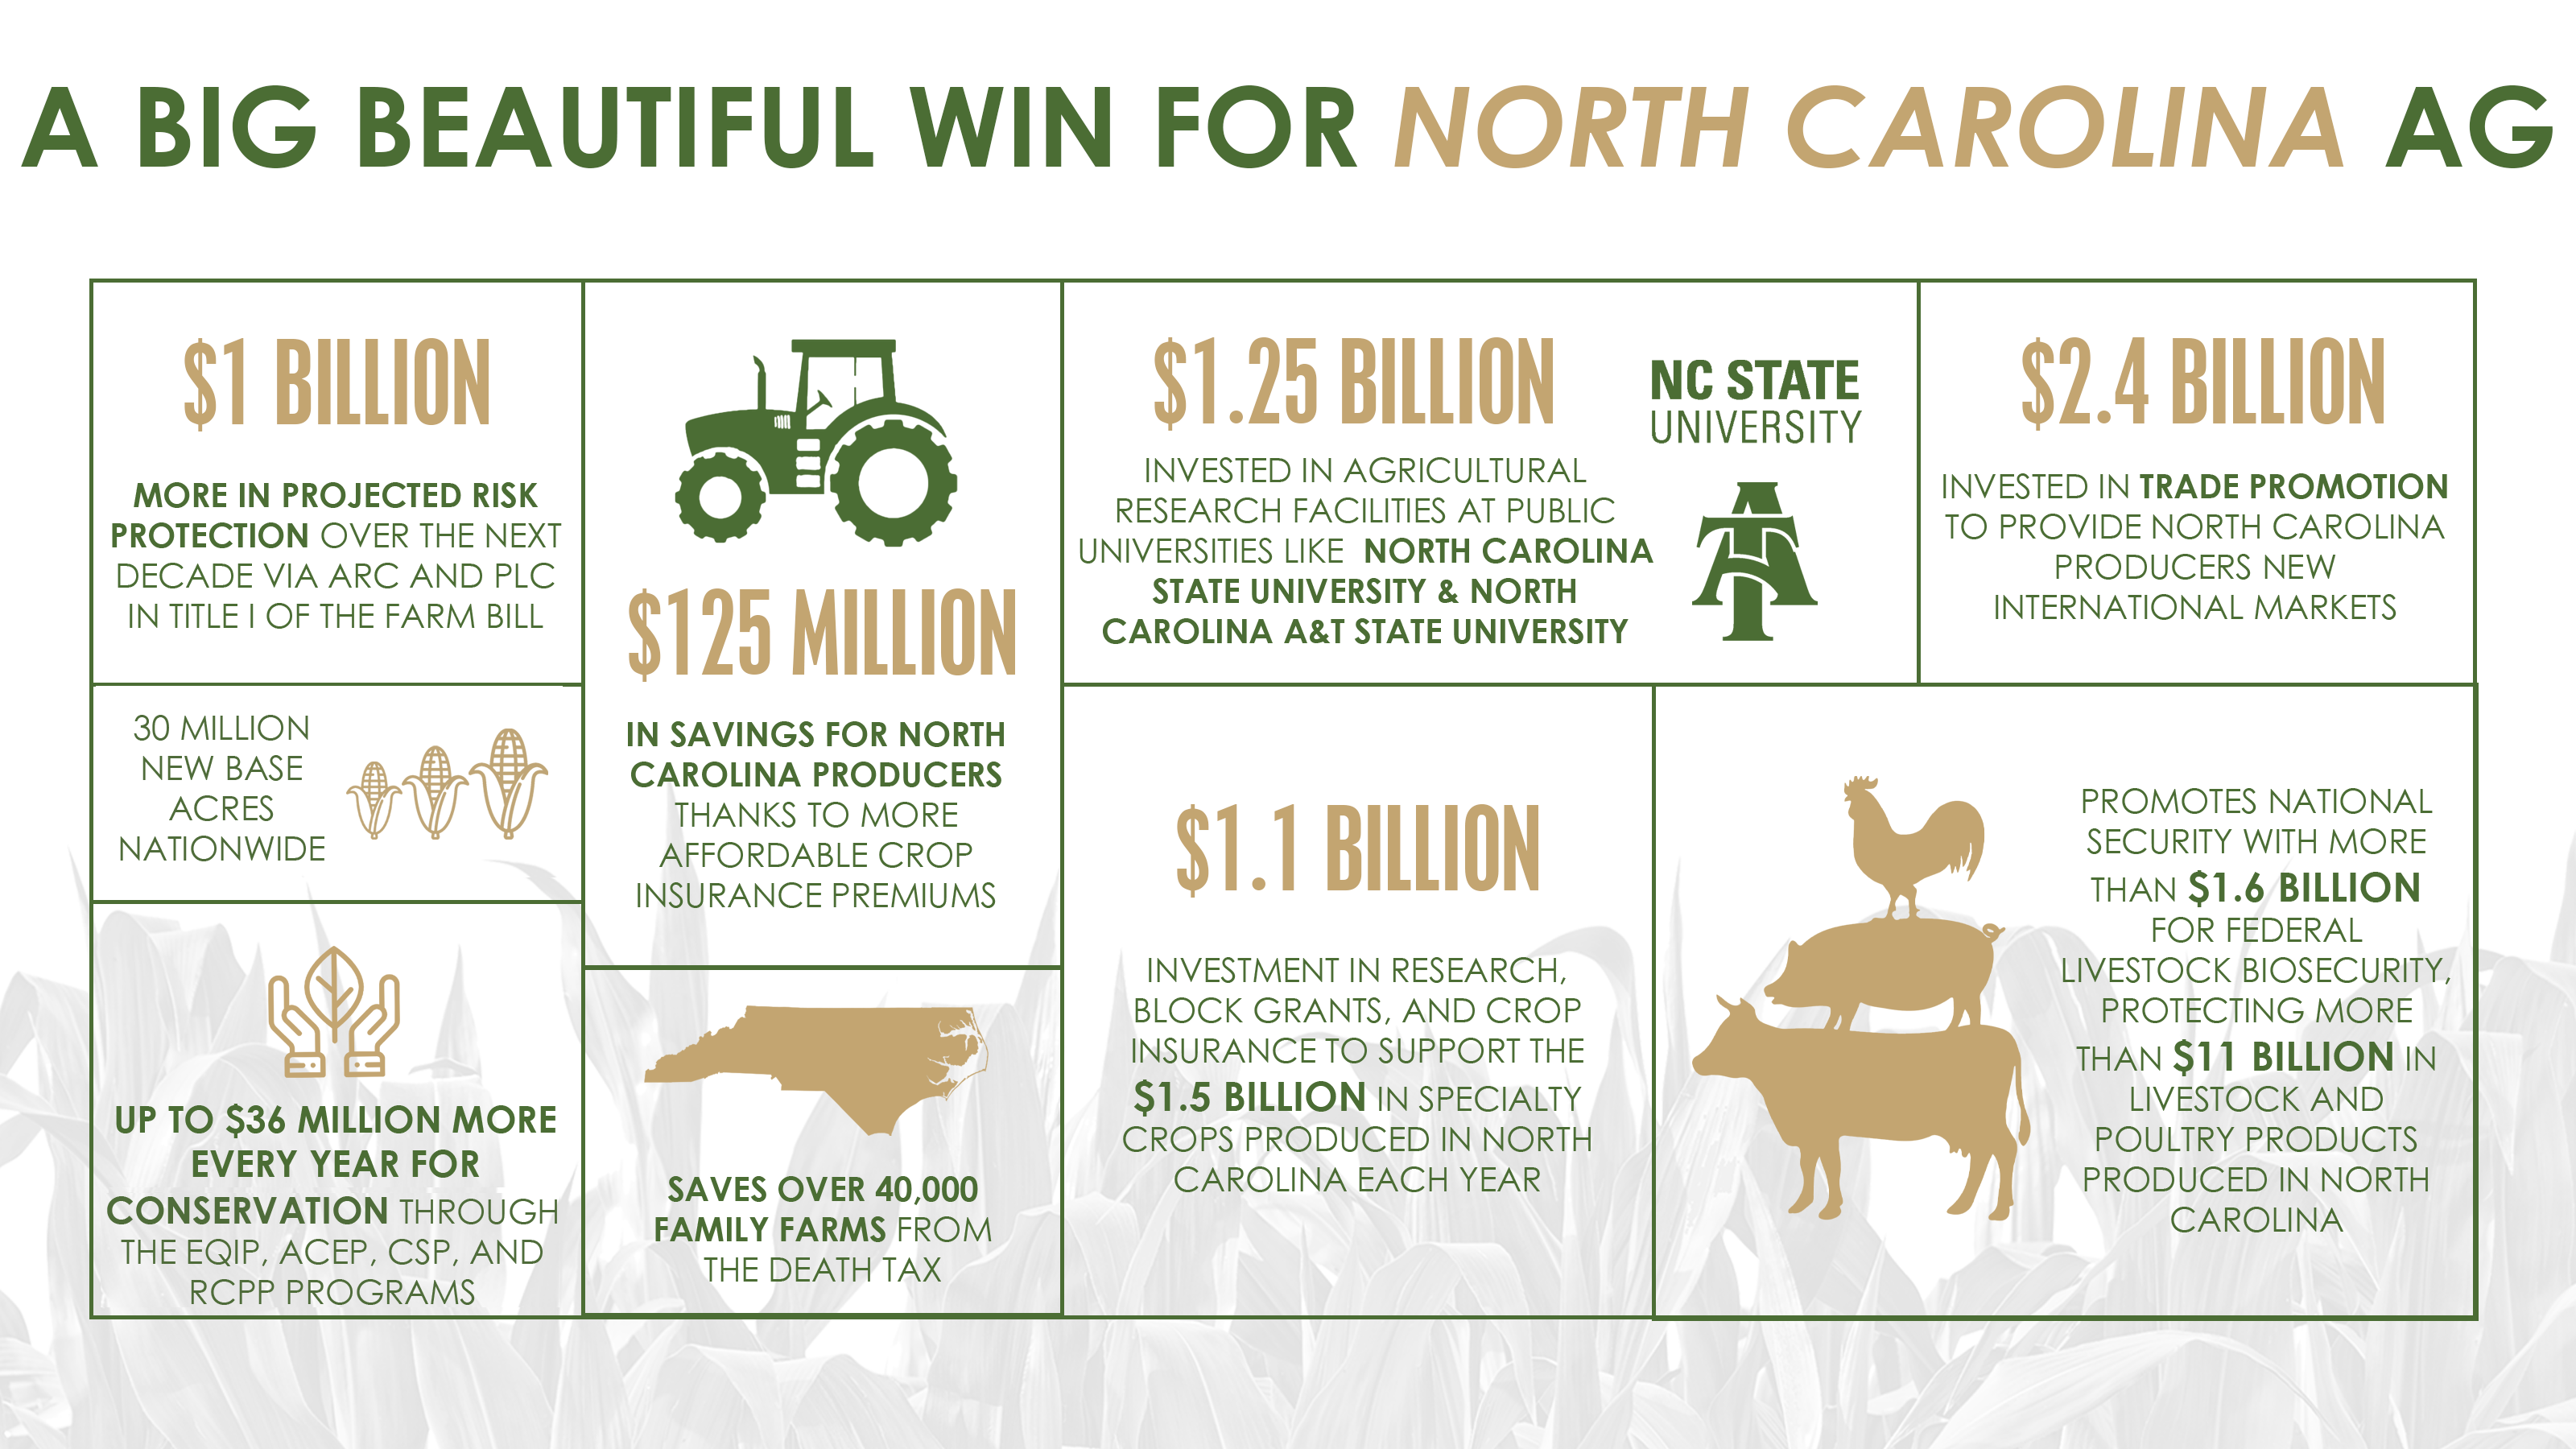 A BIG BEAUTIFUL WIN FOR NORTH CAROLINA AG
$1 BILLION
MORE IN PROJECTED RISK
PROTECTION OVER THE NEXT
DECADE VIA ARC AND PLC
IN TITLE I OF THE FARM BILL
30 MILLION
NEW BASE
ACRES
NATIONWIDE
UP TO $36 MILLION MORE
EVERY YEAR FOR
CONSERVATION THROUGH
THE EQIP, ACEP, CSP, AND
RCPP PROGRAMS
$125 MILLION
IN SAVINGS FOR NORTH
CAROLINA PRODUCERS
THANKS TO MORE
AFFORDABLE CROP
INSURANCE PREMIUMS
SAVES OVER 40,000
FAMILY FARMS FROM
THE DEATH TAX
$1.25 BILLION
INVESTED IN AGRICULTURAL
RESEARCH FACILITIES AT PUBLIC
UNIVERSITIES LIKE NORTH CAROLINA
STATE UNIVERSITY & NORTH
CAROLINA A&T STATE UNIVERSITY
NC STATE
UNIVERSITY
AT
$2.4 BILLION
INVESTED IN TRADE PROMOTION
TO PROVIDE NORTH CAROLINA
PRODUCERS NEW
INTERNATIONAL MARKETS
$1.1 BILLION
INVESTMENT IN RESEARCH,
BLOCK GRANTS, AND CROP
INSURANCE TO SUPPORT THE
$1.5 BILLION IN SPECIALTY
CROPS PRODUCED IN NORTH
CAROLINA EACH YEAR
PROMOTES NATIONAL
SECURITY WITH MORE
THAN $1.6 BILLION
FOR FEDERAL
LIVESTOCK BIOSECURITY,
PROTECTING MORE
THAN $11 BILLION IN
LIVESTOCK AND
POULTRY PRODUCTS
PRODUCED IN NORTH
CAROLINA